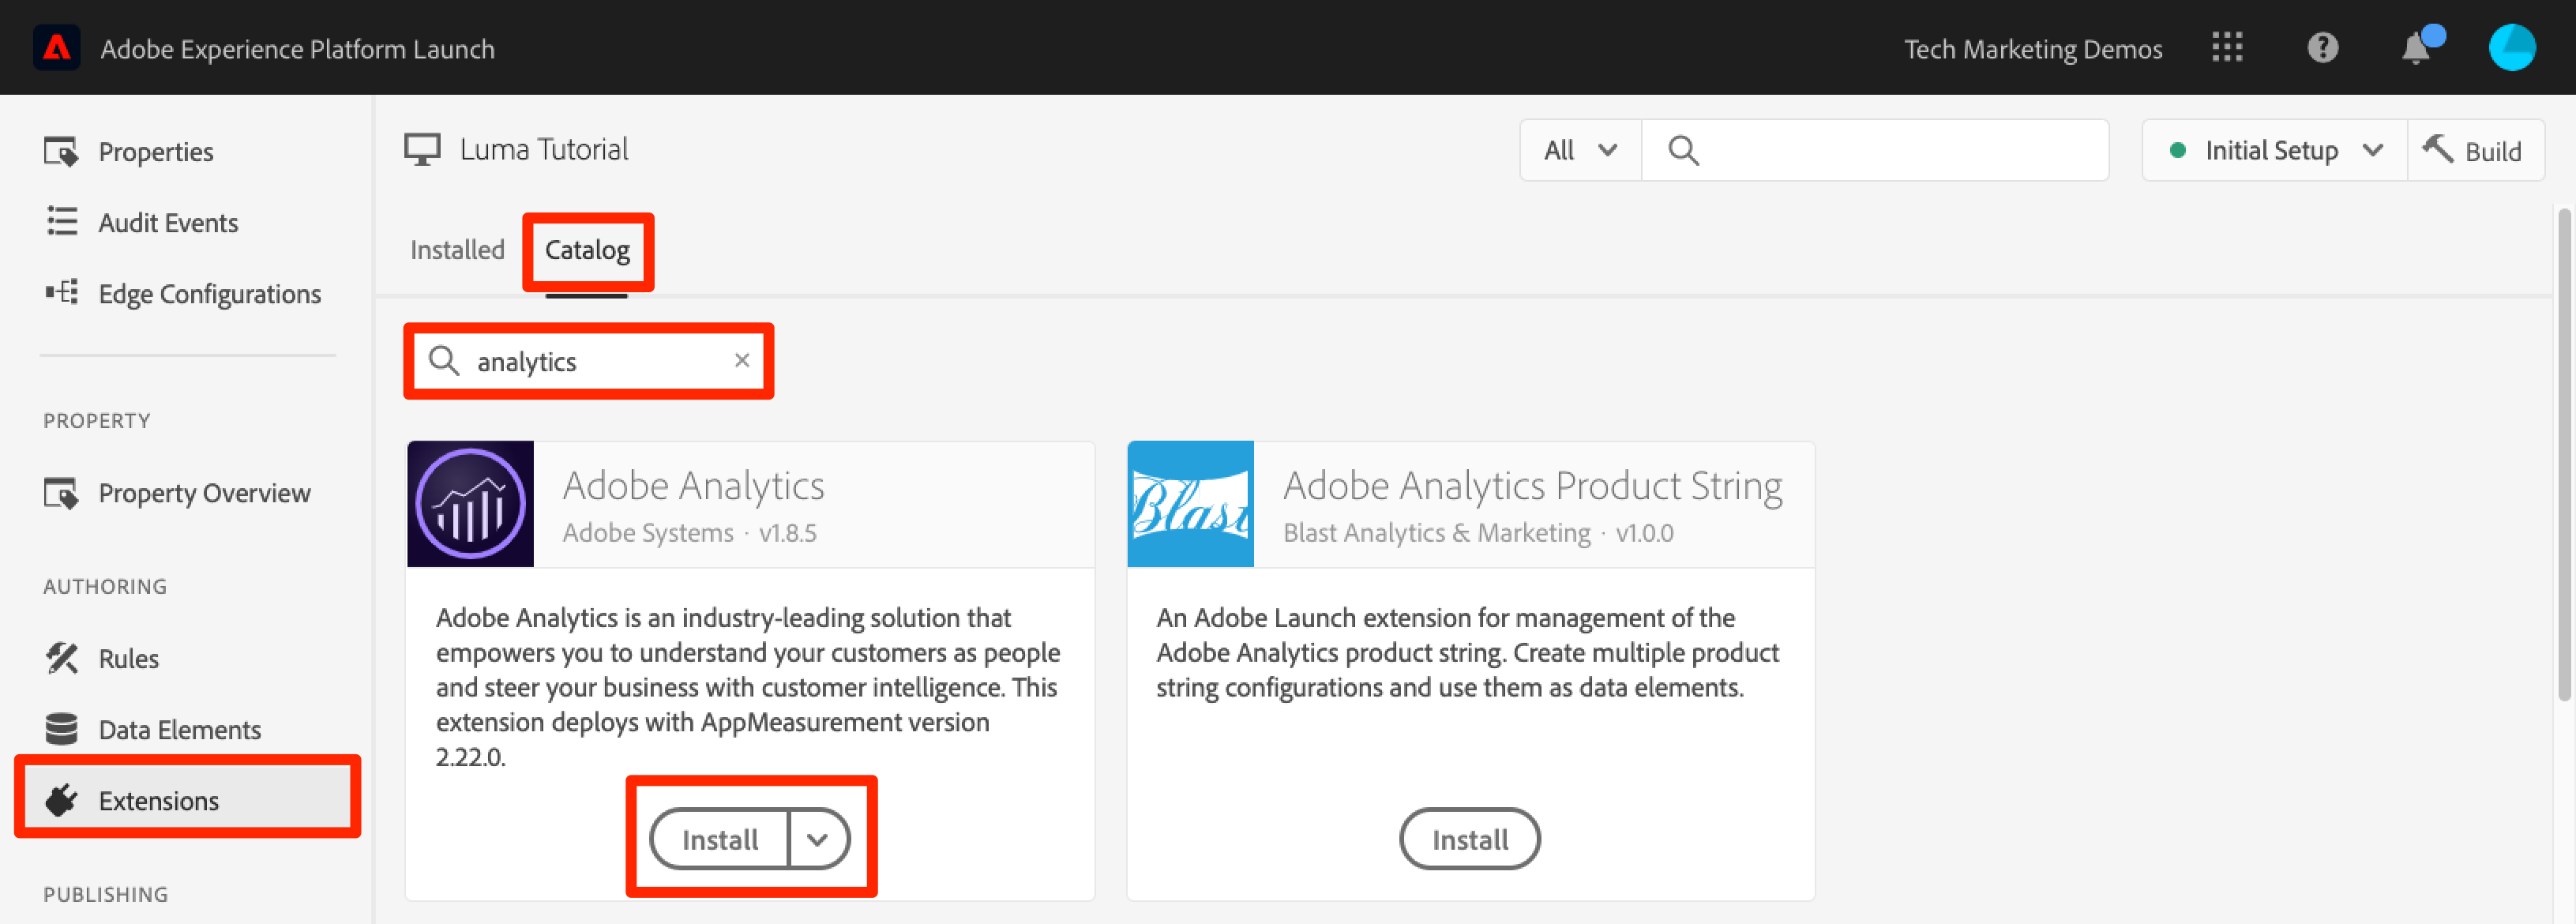 Adobe Experience Platform Launch
Tech Marketing Demos
Properties
Audit Events
Edge Configurations
PROPERTY
Property Overview
AUTHORING
Rules
Data Elements
Extensions
PUBLISHING
Luma Tutorial
All
Initial Setup
Build
Installed
Catalog
analytics
Adobe Analytics
Adobe Systems · v1.8.5
Adobe Analytics is an industry-leading solution that
empowers you to understand your customers as people
and steer your business with customer intelligence. This
extension deploys with AppMeasurement version
2.22.0.
Install
Blast
Adobe Analytics Product String
Blast Analytics & Marketing · v1.0.0
An Adobe Launch extension for management of the
Adobe Analytics product string. Create multiple product
string configurations and use them as data elements.
Install